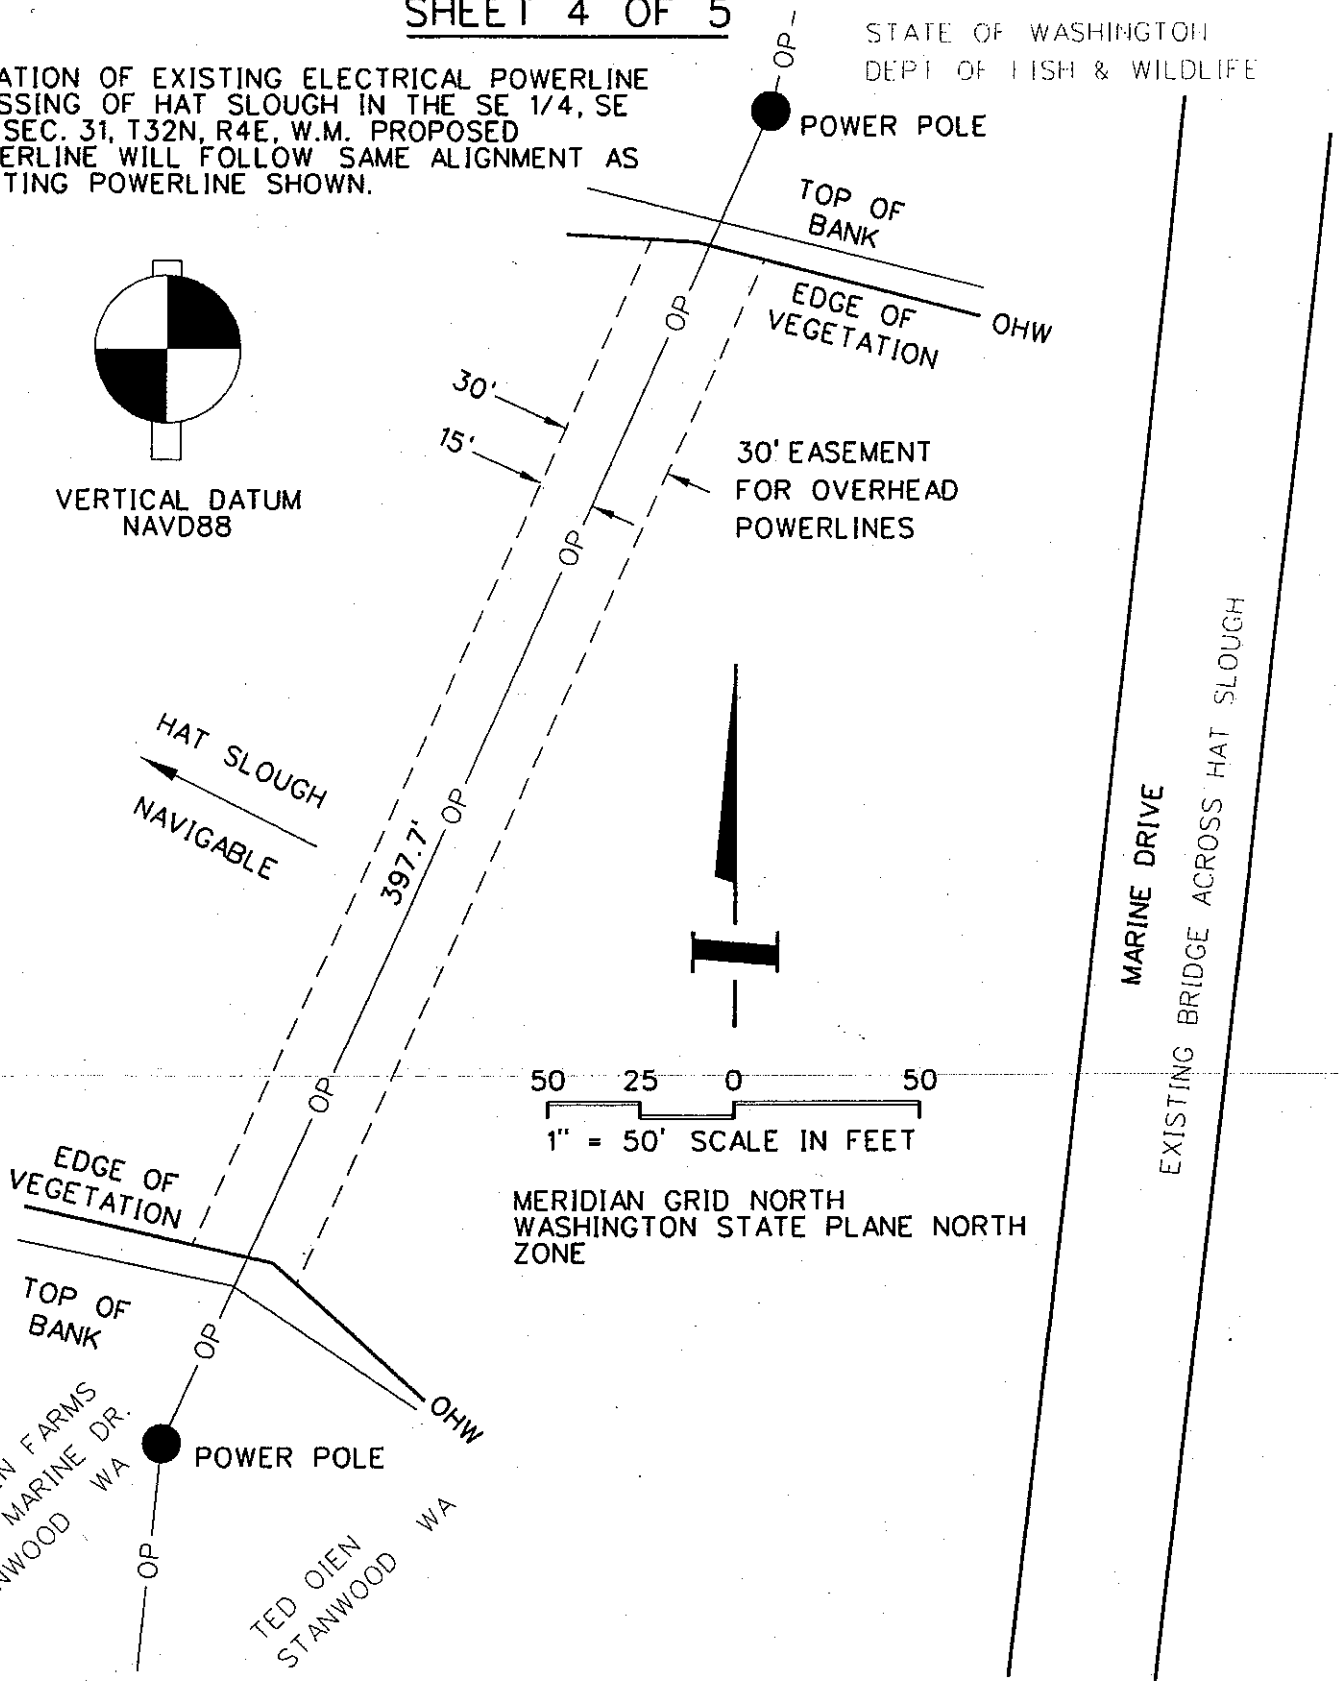 SHEET 4 OF 5
STATE OF WASHINGTON
DEPT OF FISH & WILDLIFE
ATION OF EXISTING ELECTRICAL POWERLINE
SSING OF HAT SLOUGH IN THE SE 1/4, SE
SEC. 31, T32N, R4E, W.M. PROPOSED
ERLINE WILL FOLLOW SAME ALIGNMENT AS
TING POWERLINE SHOWN.
OP
POWER POLE
TOP OF
BANK
EDGE OF
VEGETATION
OHW
OP
30'
15'
30' EASEMENT
FOR OVERHEAD
POWERLINES
VERTICAL DATUM
NAVD88
OP
HAT SLOUGH
NAVIGABLE
OP
397.7'
MARINE DRIVE
EXISTING BRIDGE ACROSS HAT SLOUGH
50 25 0 50
1" = 50' SCALE IN FEET
MERIDIAN GRID NORTH
WASHINGTON STATE PLANE NORTH
ZONE
OP
EDGE OF
VEGETATION
TOP OF
BANK
OP
OHW
POWER POLE
N FARMS
MARINE DR.
NWOOD WA
OP
TED OIEN
STANWOOD WA